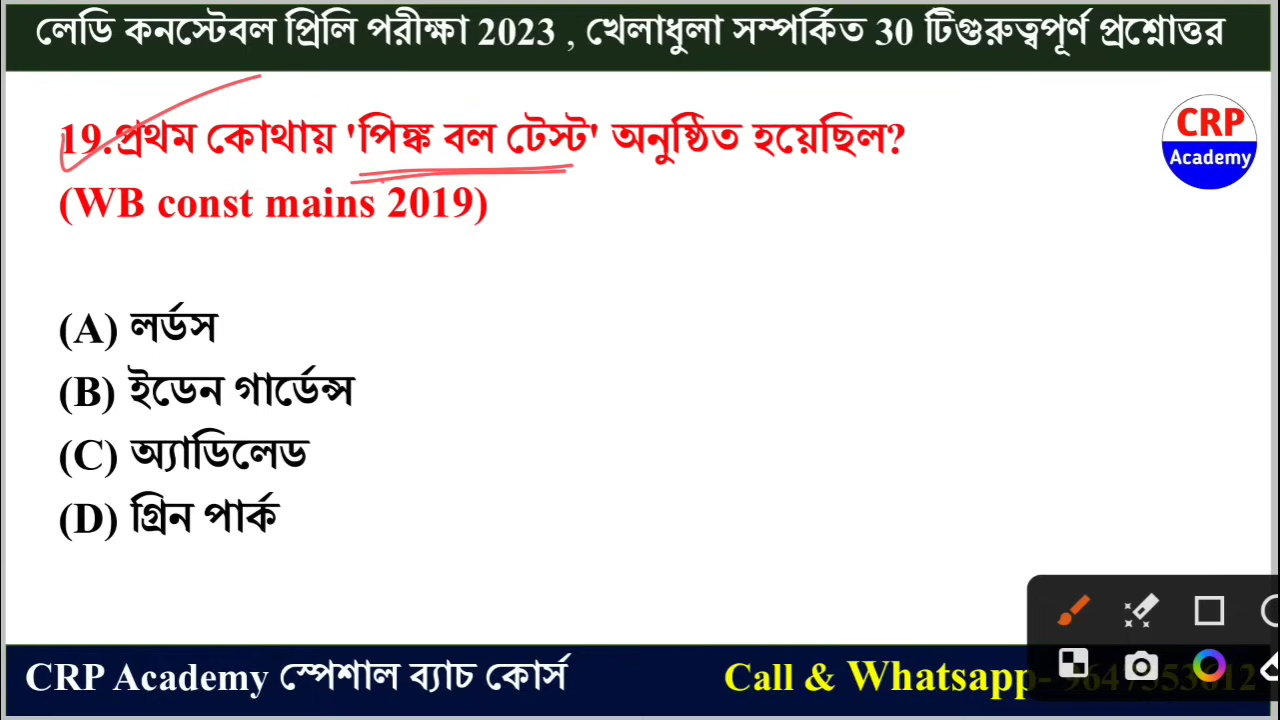 লেডি কনস্টেবল প্রিলি পরীক্ষা 2023 , খেলাধুলা সম্পর্কিত 30 টিগুরুত্বপূর্ণ প্রশ্নোত্তর
19.প্রথম কোথায় 'পিঙ্ক বল টেস্ট' অনুষ্ঠিত হয়েছিল?
(WB const mains 2019)
CRP
Academy
(A) লর্ডস
(B) ইডেন গার্ডেন্স
(C) অ্যাডিলেড
(D) গ্রিন পার্ক
CRP Academy স্পেশাল ব্যাচ কোর্স
Call & Whatsapp-